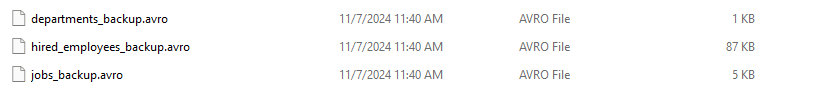 departments_backup.avro 11/7/2024 11:40 AM AVRO File 1 KB
hired_employees_backup.avro 11/7/2024 11:40 AM AVRO File 87 KB
jobs_backup.avro 11/7/2024 11:40 AM AVRO File 5 KB